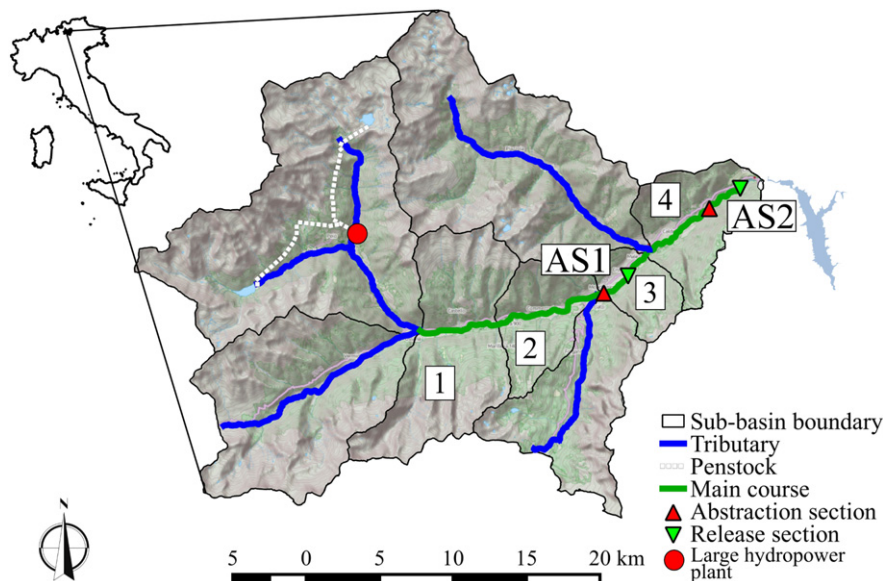 4
AS2
AS1
3
2
1
Sub-basin boundary
Tributary
Penstock
Main course
Abstraction section
Release section
Large hydropower
plant
N
5 0 5 10 15 20 km